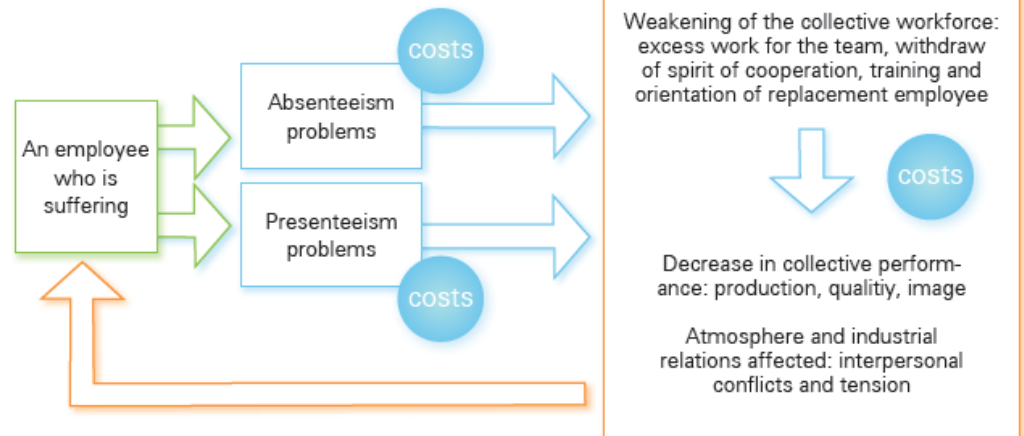 An employee
who is
suffering
costs
Absenteeism
problems
Presenteeism
problems
costs
Weakening of the collective workforce:
excess work for the team, withdraw
of spirit of cooperation, training and
orientation of replacement employee
costs
Decrease in collective perform-
ance: production, qualitiy, image
Atmosphere and industrial
relations affected: interpersonal
conflicts and tension